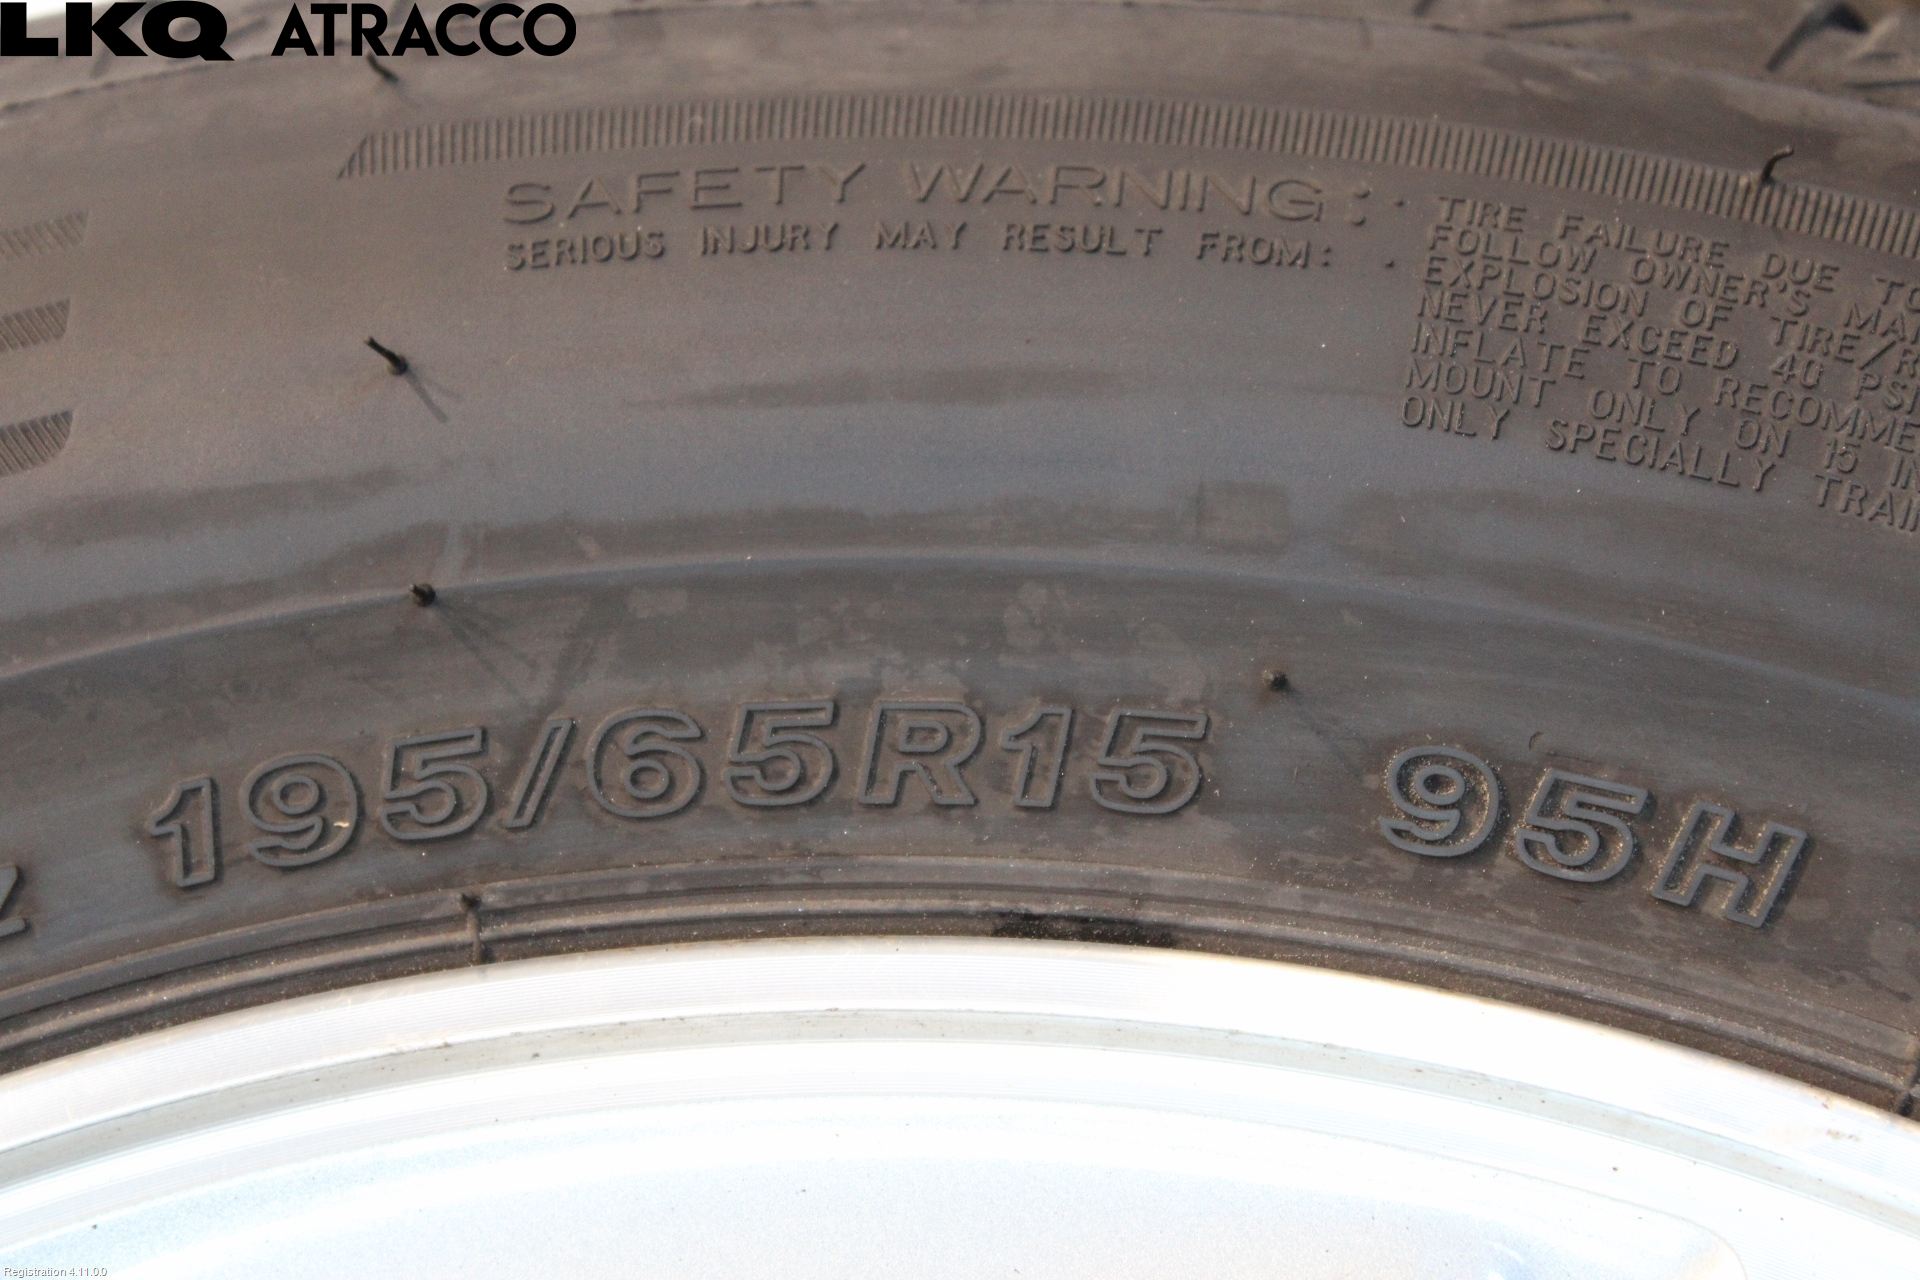 LKQ ATRACCO
SAFETY WARNING:
SERIOUS INJURY MAY RESULT FROM:
· TIRE FAILURE DUE TO
FOLLOW OWNER'S
· EXPLOSION OF TIRE/R
NEVER EXCEED 40 PSI
INFLATE TO RECOMME
MOUNT ONLY ON 15 IN
ONLY SPECIALLY TRAI
195/65R15 95H
Registration 4.11.0.0